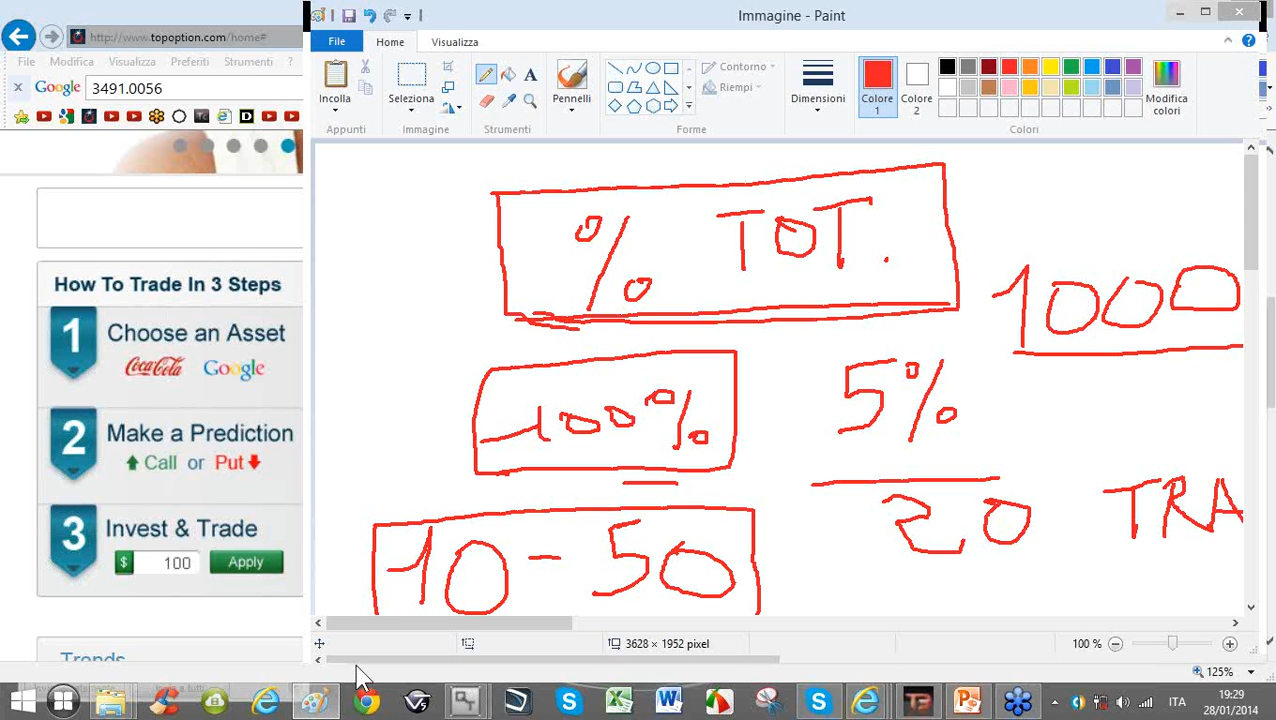 Immagine - Paint
http://www.topoption.com/home#
File Modifica Visualizza Preferiti Strumenti ?
Google 3491.0056
File Home Visualizza
Incolla
Seleziona
Pennelli
Contorno
Riempi
Dimensioni
Colore 1
Colore 2
Modifica colori
Appunti Immagine Strumenti Forme Colori
% TOT.
1000
100%
5%
20 TRA
10 - 50
How To Trade in 3 Steps
1 Choose an Asset
Coca-Cola Google
2 Make a Prediction
Call or Put
3 Invest & Trade
$ 100 Apply
Trends
3628 × 1952 pixel
100 %
125%
ITA
19:29
28/01/2014